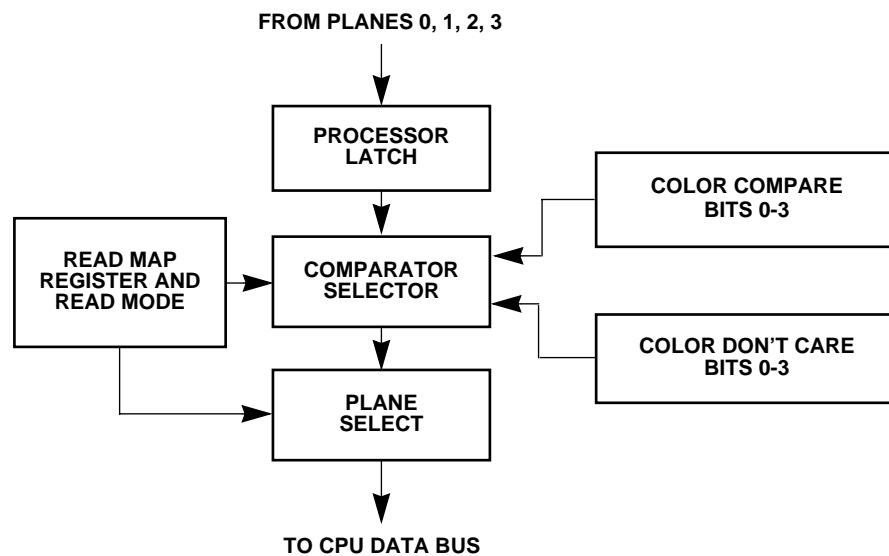 FROM PLANES 0, 1, 2, 3
PROCESSOR
LATCH
COLOR COMPARE
BITS 0-3
READ MAP
REGISTER AND
READ MODE
COMPARATOR
SELECTOR
COLOR DON’T CARE
BITS 0-3
PLANE
SELECT
TO CPU DATA BUS